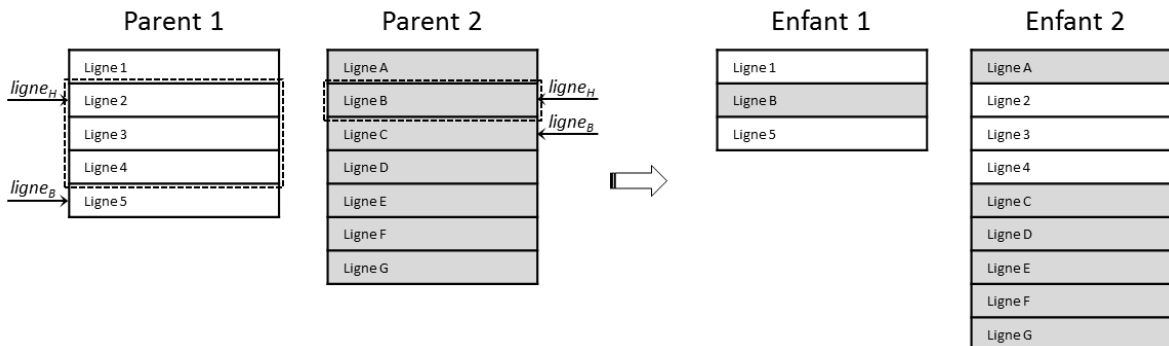 Parent 1
Parent 2
Enfant 1
Enfant 2
Ligne 1
Ligne 2
Ligne 3
Ligne 4
Ligne 5
ligneH
ligneB
Ligne A
Ligne B
Ligne C
Ligne D
Ligne E
Ligne F
Ligne G
ligneH
ligneB
Ligne 1
Ligne B
Ligne 5
Ligne A
Ligne 2
Ligne 3
Ligne 4
Ligne C
Ligne D
Ligne E
Ligne F
Ligne G